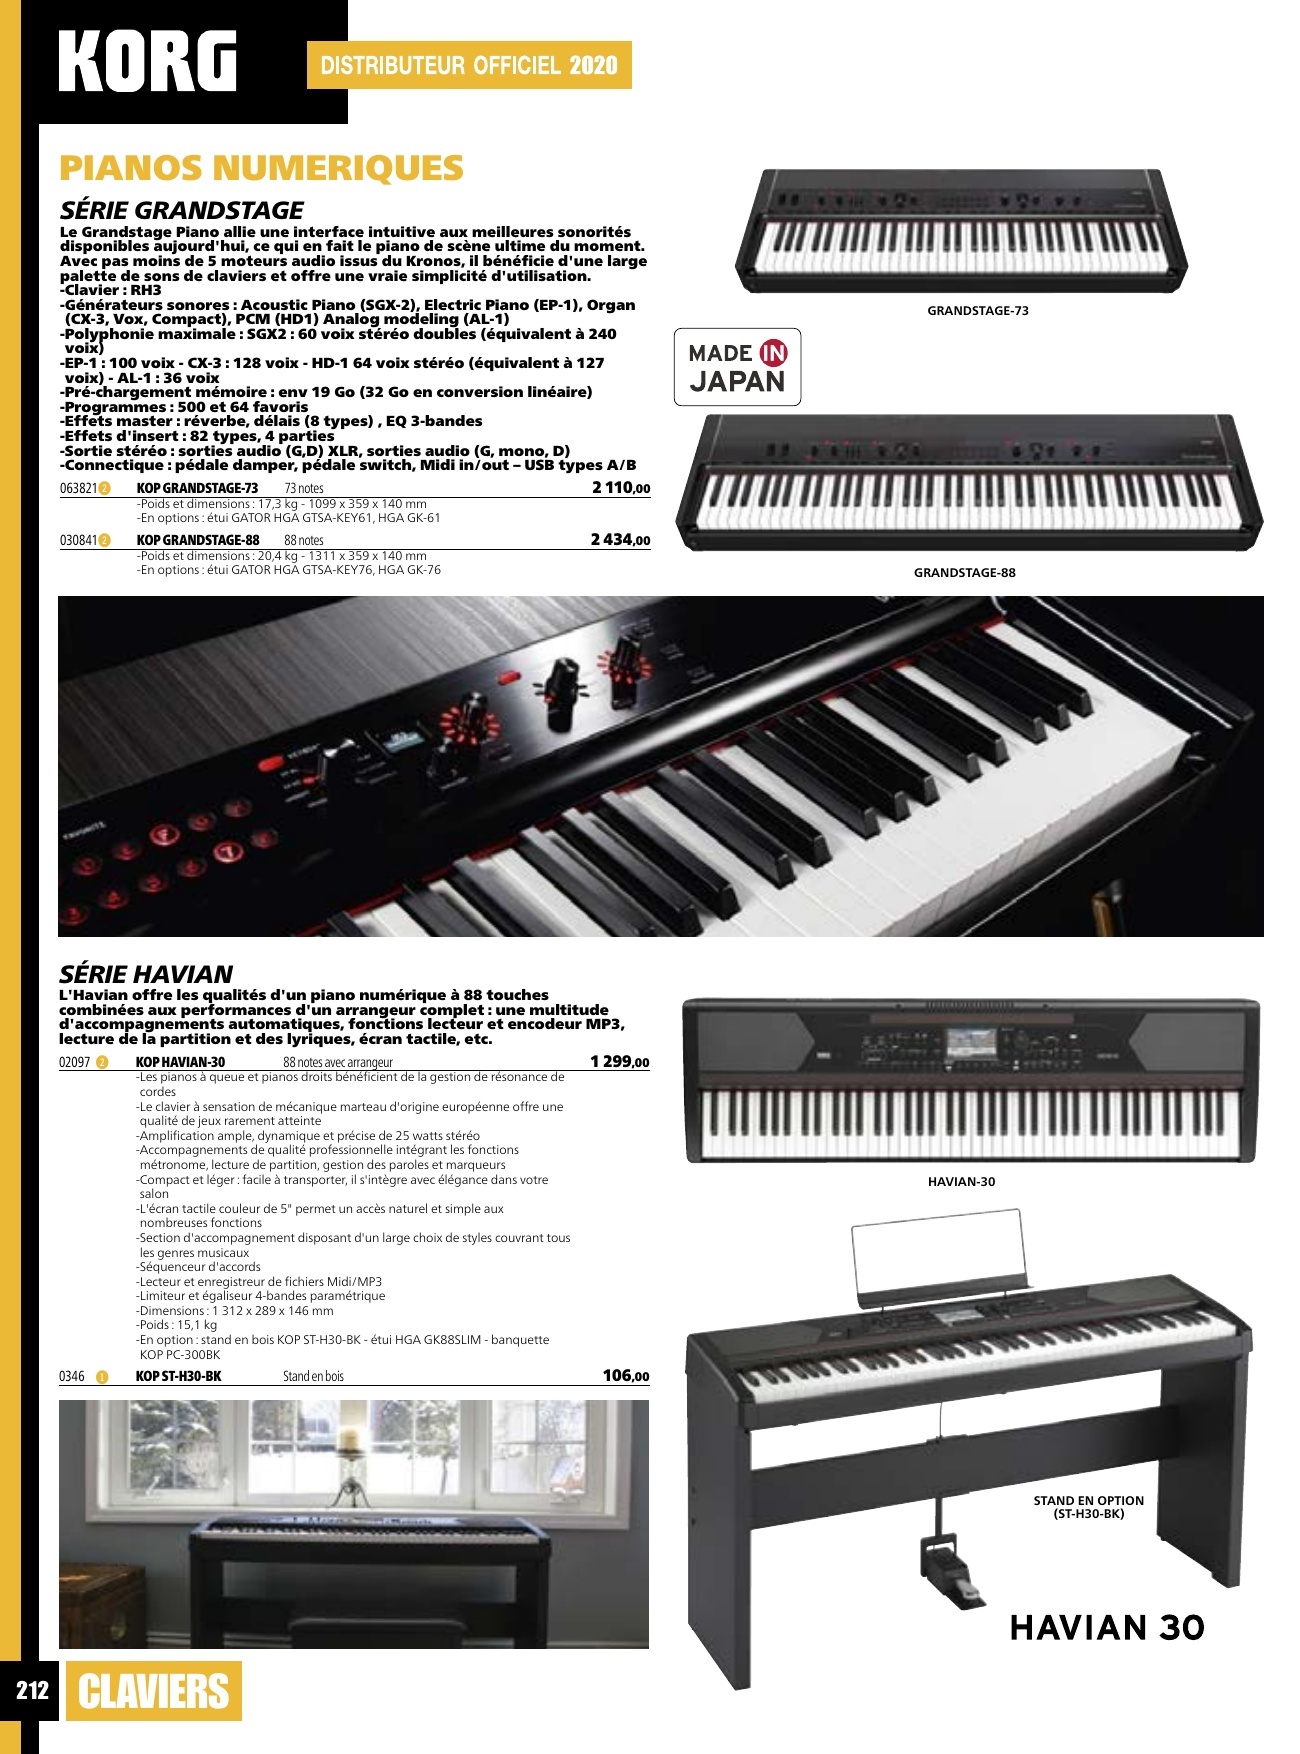 KORG
DISTRIBUTEUR OFFICIEL 2020
PIANOS NUMERIQUES
SÉRIE GRANDSTAGE
Le Grandstage Piano allie une interface intuitive aux meilleures sonorités
disponibles aujourd'hui, ce qui en fait le piano de scène ultime du moment.
Avec pas moins de 5 moteurs audio issus du Kronos, il bénéficie d'une large
palette de sons de claviers et offre une vraie simplicité d'utilisation.
-Clavier : RH3
-Générateurs sonores : Acoustic Piano (SGX-2), Electric Piano (EP-1), Organ
(CX-3, Vox, Compact), PCM (HD1) Analog modeling (AL-1)
-Polyphonie maximale : SGX2 : 60 voix stéréo doubles (équivalent à 240
voix)
-EP-1 : 100 voix - CX-3 : 128 voix - HD-1 64 voix stéréo (équivalent à 127
voix) - AL-1 : 36 voix
-Pré-chargement mémoire : env 19 Go (32 Go en conversion linéaire)
-Programmes : 500 et 64 favoris
-Effets master : réverbe, délais (8 types) , EQ 3-bandes
-Effets d'insert : 82 types, 4 parties
-Sortie stéréo : sorties audio (G,D) XLR, sorties audio (G, mono, D)
-Connectique : pédale damper, pédale switch, Midi in/out – USB types A/B
063821 2 KOP GRANDSTAGE-73 73 notes 2 110,00
-Poids et dimensions : 17,3 kg - 1099 x 359 x 140 mm
-En options : étui GATOR HGA GTSA-KEY61, HGA GK-61
030841 2 KOP GRANDSTAGE-88 88 notes 2 434,00
-Poids et dimensions : 20,4 kg - 1311 x 359 x 140 mm
-En options : étui GATOR HGA GTSA-KEY76, HGA GK-76
GRANDSTAGE-73
MADE IN
JAPAN
GRANDSTAGE-88
FAVORITE
SÉRIE HAVIAN
L'Havian offre les qualités d'un piano numérique à 88 touches
combinées aux performances d'un arrangeur complet : une multitude
d'accompagnements automatiques, fonctions lecteur et encodeur MP3,
lecture de la partition et des lyriques, écran tactile, etc.
02097 2 KOP HAVIAN-30 88 notes avec arrangeur 1 299,00
-Les pianos à queue et pianos droits bénéficient de la gestion de résonance de
cordes
-Le clavier à sensation de mécanique marteau d'origine européenne offre une
qualité de jeux rarement atteinte
-Amplification ample, dynamique et précise de 25 watts stéréo
-Accompagnements de qualité professionnelle intégrant les fonctions
métronome, lecture de partition, gestion des paroles et marqueurs
-Compact et léger : facile à transporter, il s'intègre avec élégance dans votre
salon
-L'écran tactile couleur de 5" permet un accès naturel et simple aux
nombreuses fonctions
-Section d'accompagnement disposant d'un large choix de styles couvrant tous
les genres musicaux
-Séquenceur d'accords
-Lecteur et enregistreur de fichiers Midi/MP3
-Limiteur et égaliseur 4-bandes paramétrique
-Dimensions : 1 312 x 289 x 146 mm
-Poids : 15,1 kg
-En option : stand en bois KOP ST-H30-BK - étui HGA GK88SLIM - banquette
KOP PC-300BK
0346 1 KOP ST-H30-BK Stand en bois 106,00
HAVIAN-30
STAND EN OPTION
(ST-H30-BK)
HAVIAN 30
212
CLAVIERS